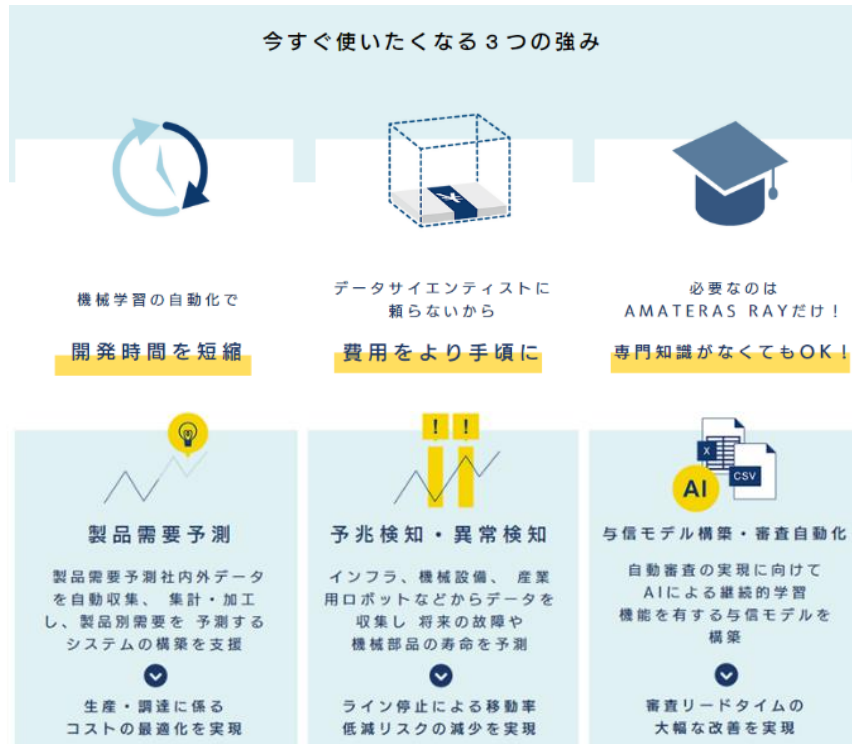 今すぐ使いたくなる３つの強み
機械学習の自動化で
開発時間を短縮
データサイエンティストに
頼らないから
費用をより手頃に
必要なのは
AMATERAS RAYだけ！
専門知識がなくてもOK！
! !
X
CSV
AI
製品需要予測
製品需要予測社内外データ
を自動収集、 集計・加工
し、製品別需要を 予測する
システムの構築を支援
生産・調達に係る
コストの最適化を実現
予兆検知・異常検知
インフラ、機械設備、 産業
用ロボットなどからデータを
収集し 将来の故障や
機械部品の寿命を予測
ライン停止による移動率
低減リスクの減少を実現
与信モデル構築・審査自動化
自動審査の実現に向けて
AIによる継続的学習
機能を有する与信モデルを
構築
審査リードタイムの
大幅な改善を実現